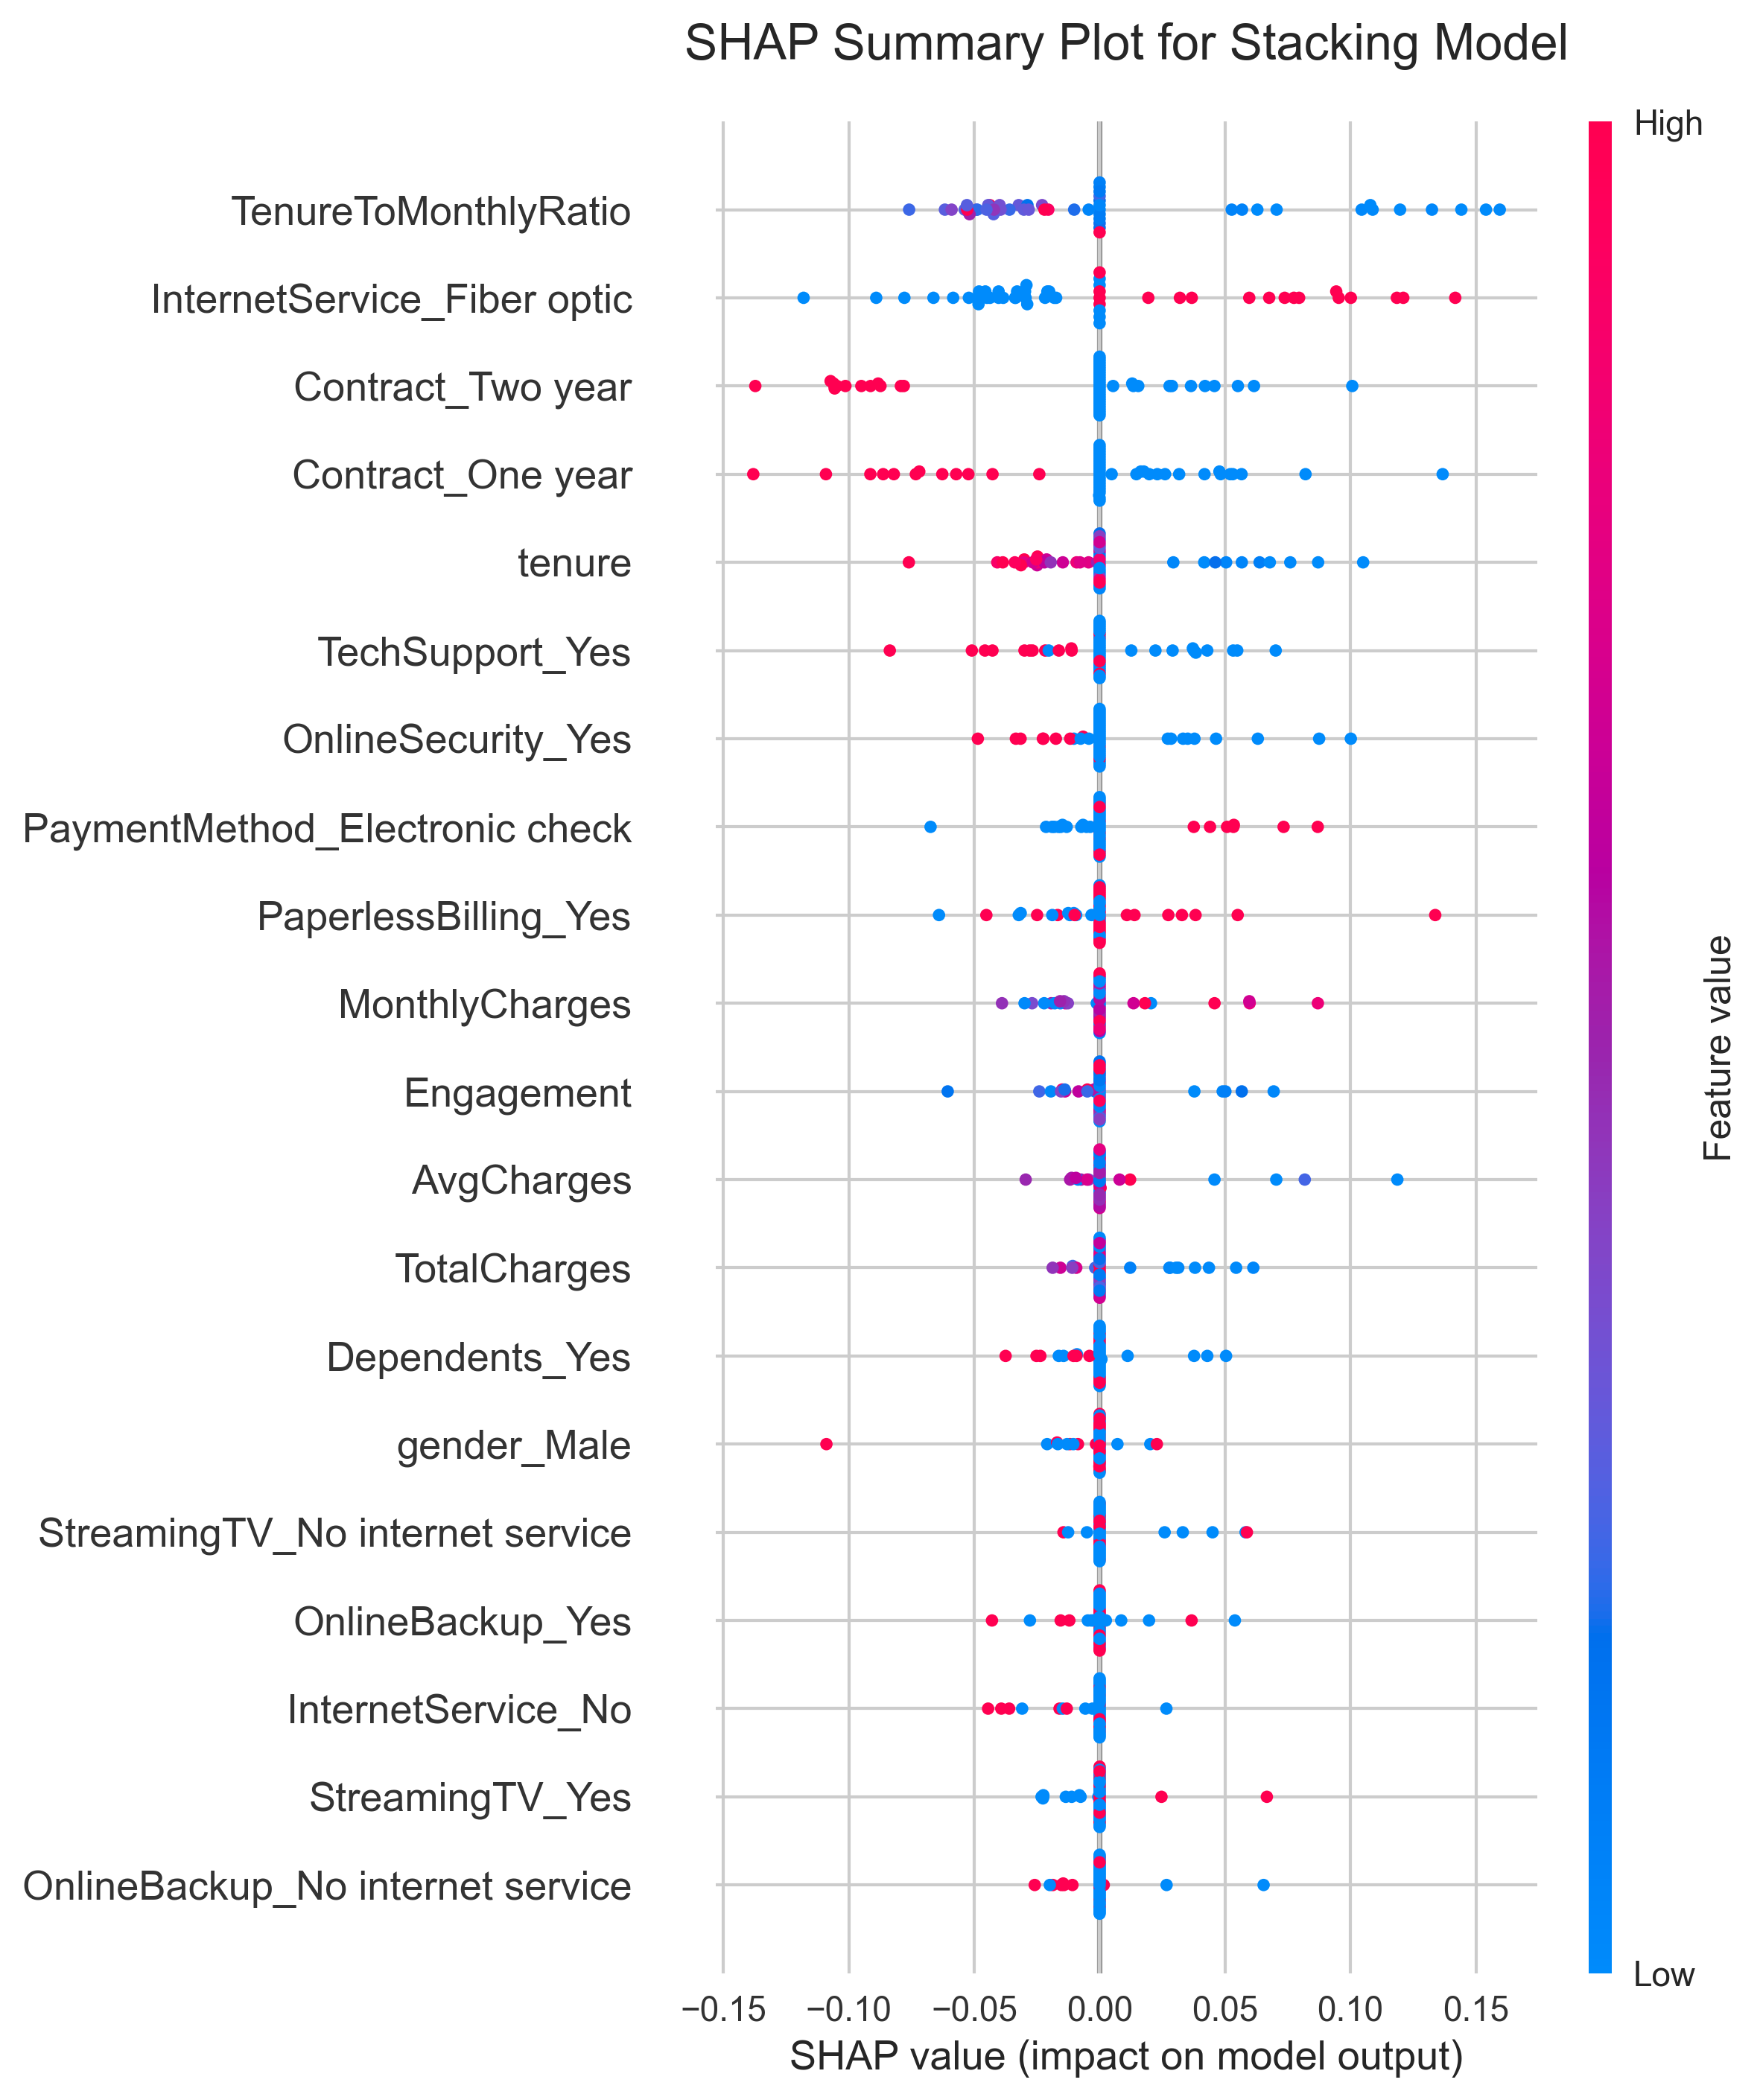 SHAP Summary Plot for Stacking Model
High
TenureToMonthlyRatio
InternetService_Fiber optic
Contract_Two year
Contract_One year
tenure
TechSupport_Yes
OnlineSecurity_Yes
PaymentMethod_Electronic check
PaperlessBilling_Yes
MonthlyCharges
Engagement
AvgCharges
TotalCharges
Dependents_Yes
gender_Male
StreamingTV_No internet service
OnlineBackup_Yes
InternetService_No
StreamingTV_Yes
OnlineBackup_No internet service
Feature value
Low
−0.15 −0.10 −0.05 0.00 0.05 0.10 0.15
SHAP value (impact on model output)